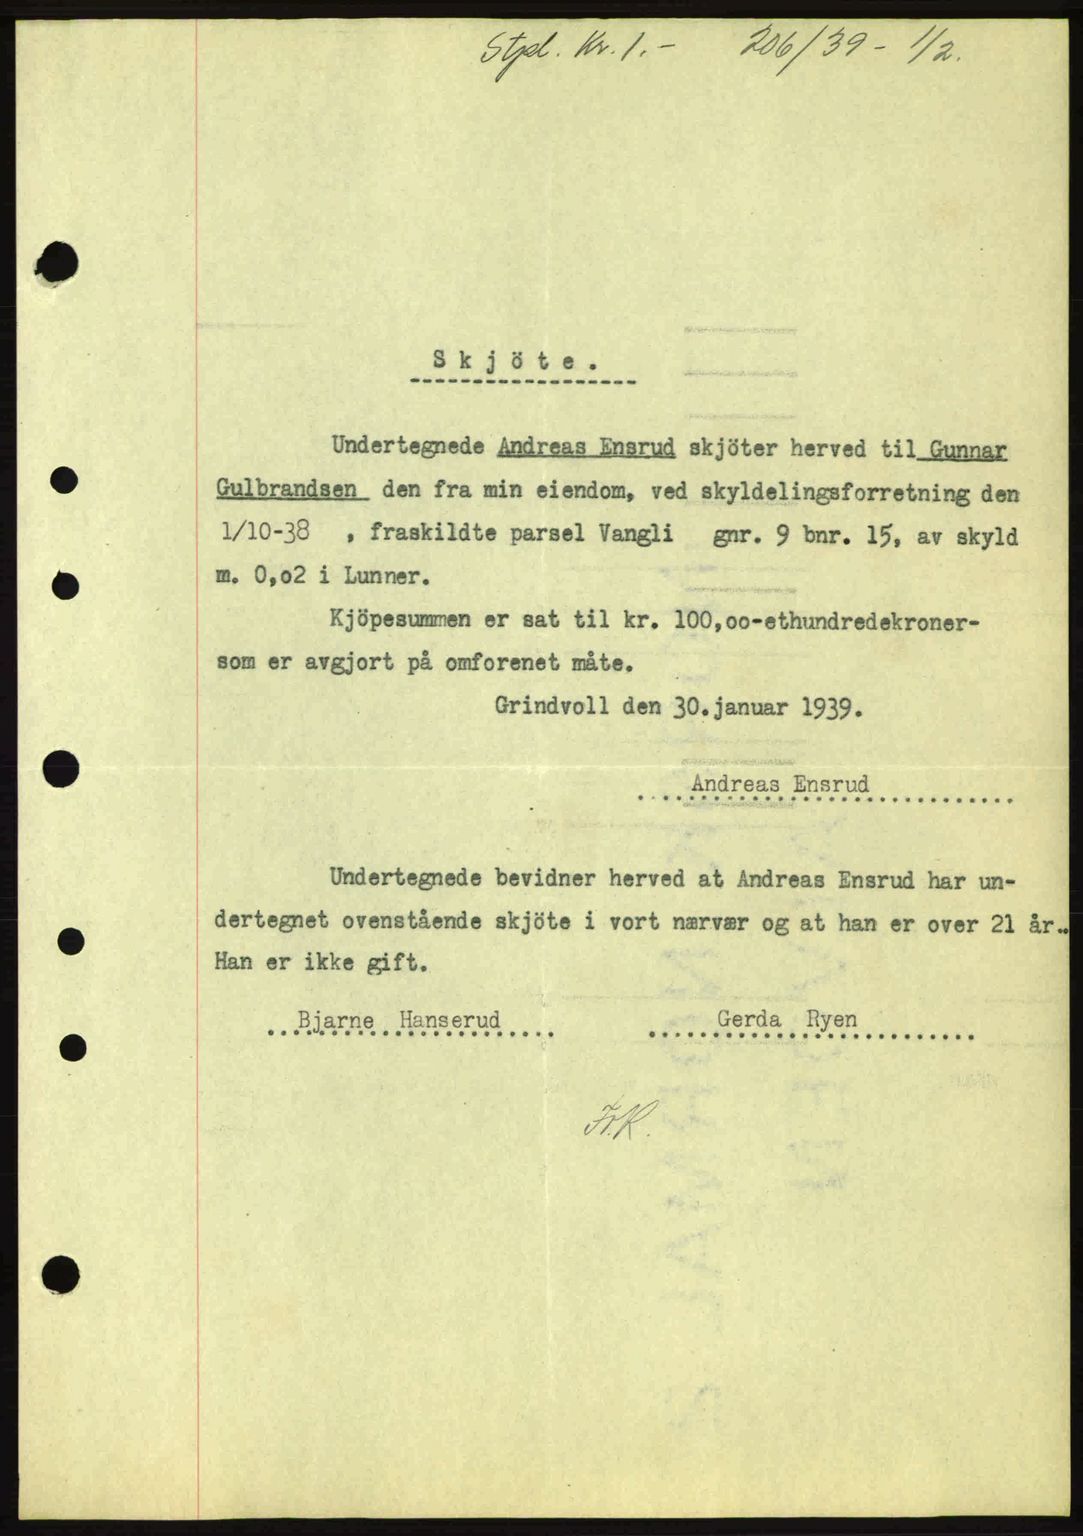 Stpl. Kr. 1.- 206/39 - 1/2.
Skjöte.
Undertegnede Andreas Ensrud skjöter herved til Gunnar
Gulbrandsen den fra min eiendom, ved skyldelingsforretning den
1/10-38 , fraskildte parsel Vangli gnr. 9 bnr. 15, av skyld
m. 0,o2 i Lunner.
Kjöpesummen er sat til kr. 100,oo-ethundredekroner-
som er avgjort på omforenet måte.
Grindvoll den 30.januar 1939.
Andreas Ensrud
Undertegnede bevidner herved at Andreas Ensrud har un-
dertegnet ovenstående skjöte i vort nærvær og at han er over 21 år..
Han er ikke gift.
Bjarne Hanserud Gerda Ryen
Fr.K.